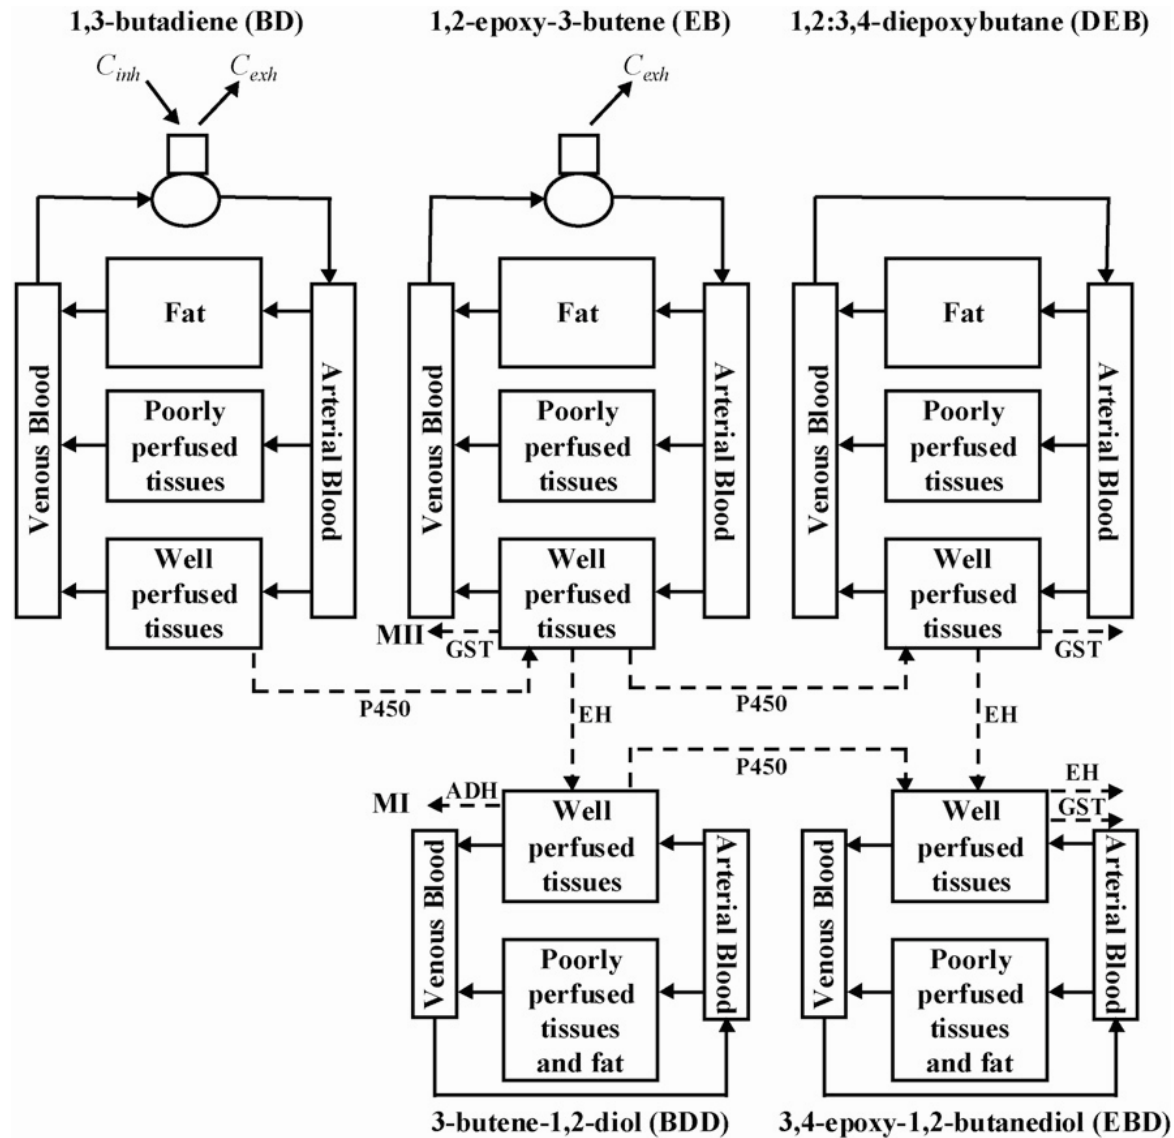 1,3-butadiene (BD)
1,2-epoxy-3-butene (EB)
1,2:3,4-diepoxybutane (DEB)
Cinh
Cexh
Cexh
Venous Blood
Fat
Poorly
perfused
tissues
Well
perfused
tissues
Arterial Blood
Venous Blood
Fat
Poorly
perfused
tissues
Well
perfused
tissues
Arterial Blood
Venous Blood
Fat
Poorly
perfused
tissues
Well
perfused
tissues
Arterial Blood
MII
GST
GST
P450
EH
P450
EH
P450
MI
ADH
EH
GST
Venous Blood
Well
perfused
tissues
Poorly
perfused
tissues
and fat
Arterial Blood
Venous Blood
Well
perfused
tissues
Poorly
perfused
tissues
and fat
Arterial Blood
3-butene-1,2-diol (BDD)
3,4-epoxy-1,2-butanediol (EBD)